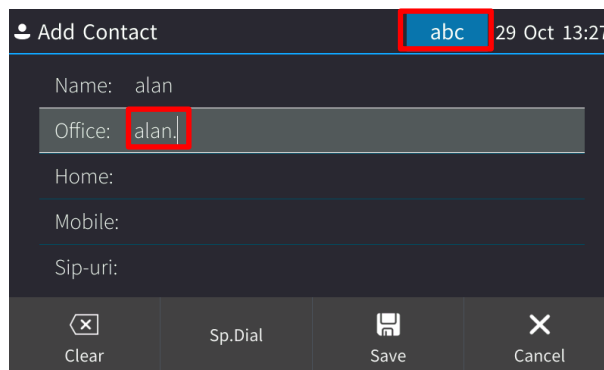 Add Contact abc 29 Oct 13:27
Name: alan
Office: alan.
Home:
Mobile:
Sip-uri:
Clear Sp.Dial Save Cancel